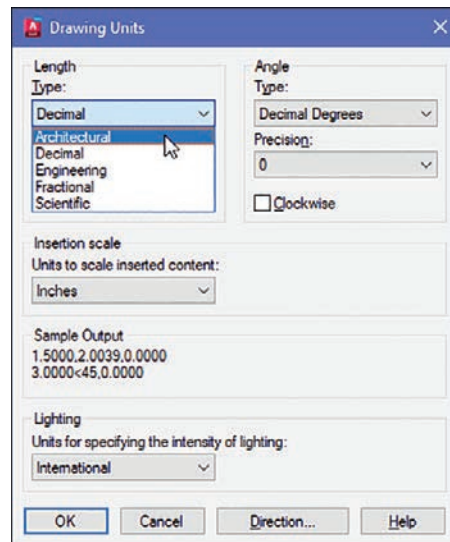 Drawing Units
Length
Type:
Decimal
Architectural
Decimal
Engineering
Fractional
Scientific
Angle
Type:
Decimal Degrees
Precision:
0
Clockwise
Insertion scale
Units to scale inserted content:
Inches
Sample Output
1.5000,2.0039,0.0000
3.0000<45,0.0000
Lighting
Units for specifying the intensity of lighting:
International
OK Cancel Direction... Help